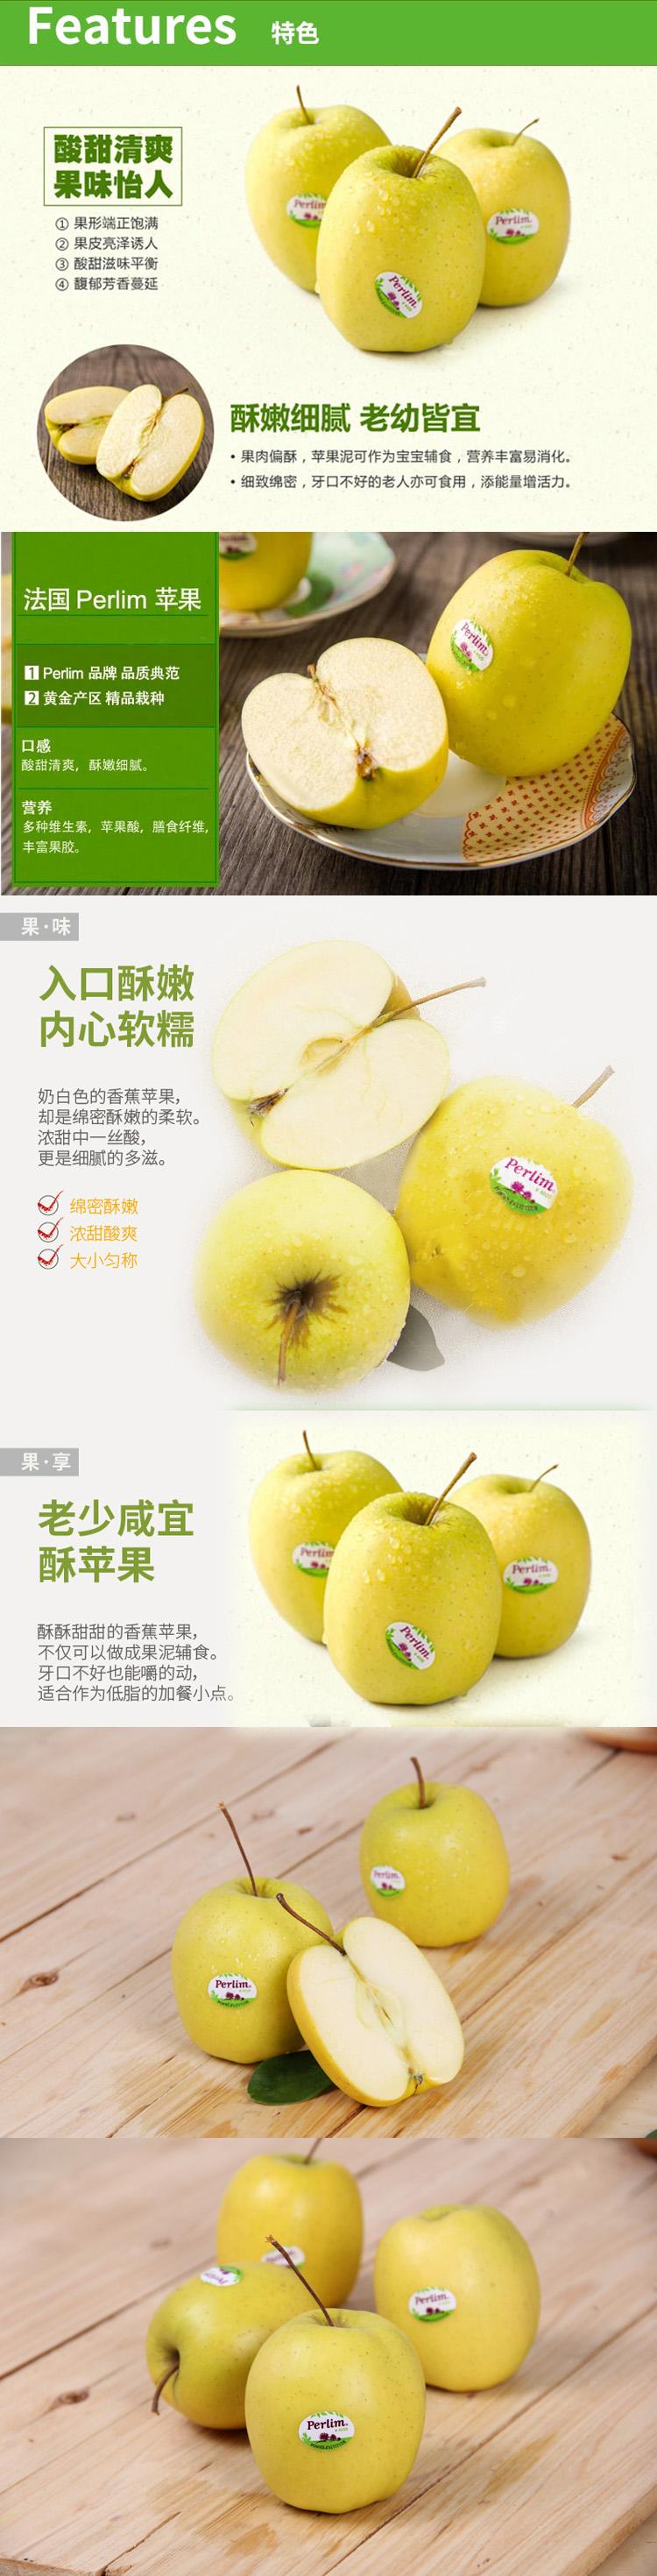 Features 特色
酸甜清爽
果味怡人
① 果形端正饱满
② 果皮亮泽诱人
③ 酸甜滋味平衡
④ 馥郁芳香蔓延
Perlim
Perlim.
Perlim.
酥嫩细腻 老幼皆宜
• 果肉偏酥，苹果泥可作为宝宝辅食，营养丰富易消化。
• 细致绵密，牙口不好的老人亦可食用，添能量增活力。
法国 Perlim 苹果
1 Perlim 品牌 品质典范
2 黄金产区 精品栽种
口感
酸甜清爽，酥嫩细腻。
营养
多种维生素，苹果酸，膳食纤维，
丰富果胶。
Perlim.
果·味
入口酥嫩
内心软糯
奶白色的香蕉苹果，
却是绵密酥嫩的柔软。
浓甜中一丝酸，
更是细腻的多滋。
绵密酥嫩
浓甜酸爽
大小匀称
Perlim.
果·享
老少咸宜
酥苹果
酥酥甜甜的香蕉苹果，
不仅可以做成果泥辅食。
牙口不好也能嚼的动，
适合作为低脂的加餐小点。
Perlim
Perlim.
Perlim.
Perlim.
Perlim.
Perlim.
Perlim.